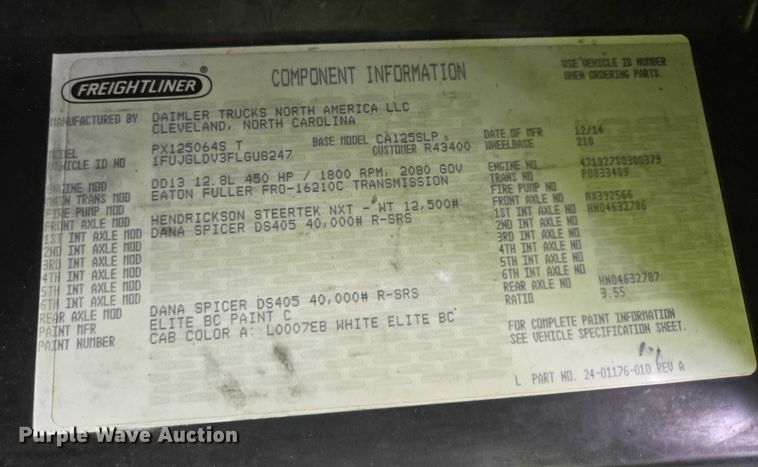 FREIGHTLINER ®
COMPONENT INFORMATION
USE VEHICLE ID NUMBER
WHEN ORDERING PARTS.
MANUFACTURED BY DAIMLER TRUCKS NORTH AMERICA LLC
CLEVELAND, NORTH CAROLINA
MODEL PX125064S T BASE MODEL CA125SLP DATE OF MFR 12/14
VEHICLE ID NO 1FUJGLDV3FLGU8247 CUSTOMER R43400 WHEELBASE 210
ENGINE MOD DD13 12.8L 450 HP / 1800 RPM, 2080 GOV ENGINE NO 471927S0300379
MAIN TRANS MOD EATON FULLER FRO-16210C TRANSMISSION TRANS NO P0833409
FIRE PUMP MOD FIRE PUMP NO
FRONT AXLE MOD HENDRICKSON STEERTEK NXT - WT 12,500# FRONT AXLE NO AX392566
1ST INT AXLE MOD DANA SPICER DS405 40,000# R-SRS 1ST INT AXLE NO HN04632786
2ND INT AXLE MOD 2ND INT AXLE NO
3RD INT AXLE MOD 3RD INT AXLE NO
4TH INT AXLE MOD 4TH INT AXLE NO
5TH INT AXLE MOD 5TH INT AXLE NO
6TH INT AXLE MOD 6TH INT AXLE NO
REAR AXLE MOD DANA SPICER DS405 40,000# R-SRS REAR AXLE NO HN04632787
PAINT MFR ELITE BC PAINT C RATIO 3.55
PAINT NUMBER CAB COLOR A: L0007EB WHITE ELITE BC
FOR COMPLETE PAINT INFORMATION
SEE VEHICLE SPECIFICATION SHEET.
L PART NO. 24-01176-010 REV A
Purple Wave Auction